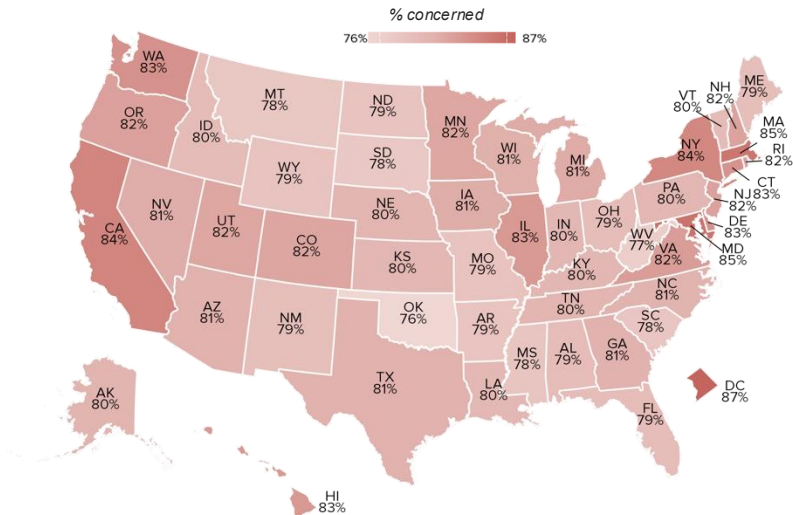 % concerned
76% 87%
WA
83%
OR
82%
CA
84%
ID
80%
NV
81%
MT
78%
WY
79%
UT
82%
CO
82%
AZ
81%
NM
79%
ND
79%
SD
78%
NE
80%
KS
80%
OK
76%
TX
81%
MN
82%
IA
81%
MO
79%
AR
79%
LA
80%
WI
81%
IL
83%
MI
81%
IN
80%
OH
79%
KY
80%
TN
80%
MS
78%
AL
79%
GA
81%
FL
79%
SC
78%
NC
81%
VA
82%
WV
77%
PA
80%
NY
84%
VT
80%
NH
82%
ME
79%
MA
85%
RI
82%
CT
83%
NJ
82%
DE
83%
MD
85%
DC
87%
AK
80%
HI
83%